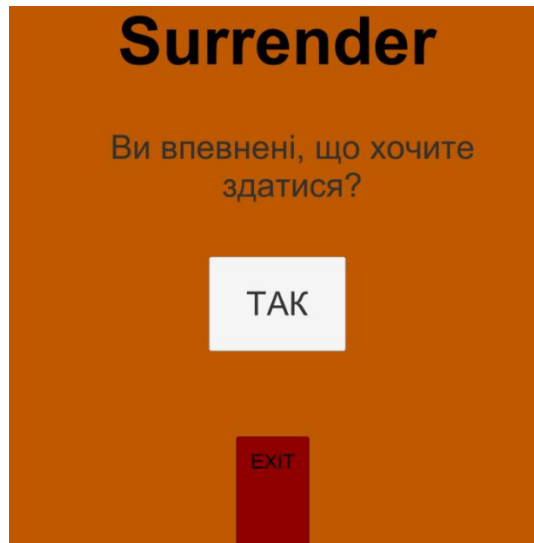 Surrender
Ви впевнені, що хочите
здатися?
ТАК
EXIT